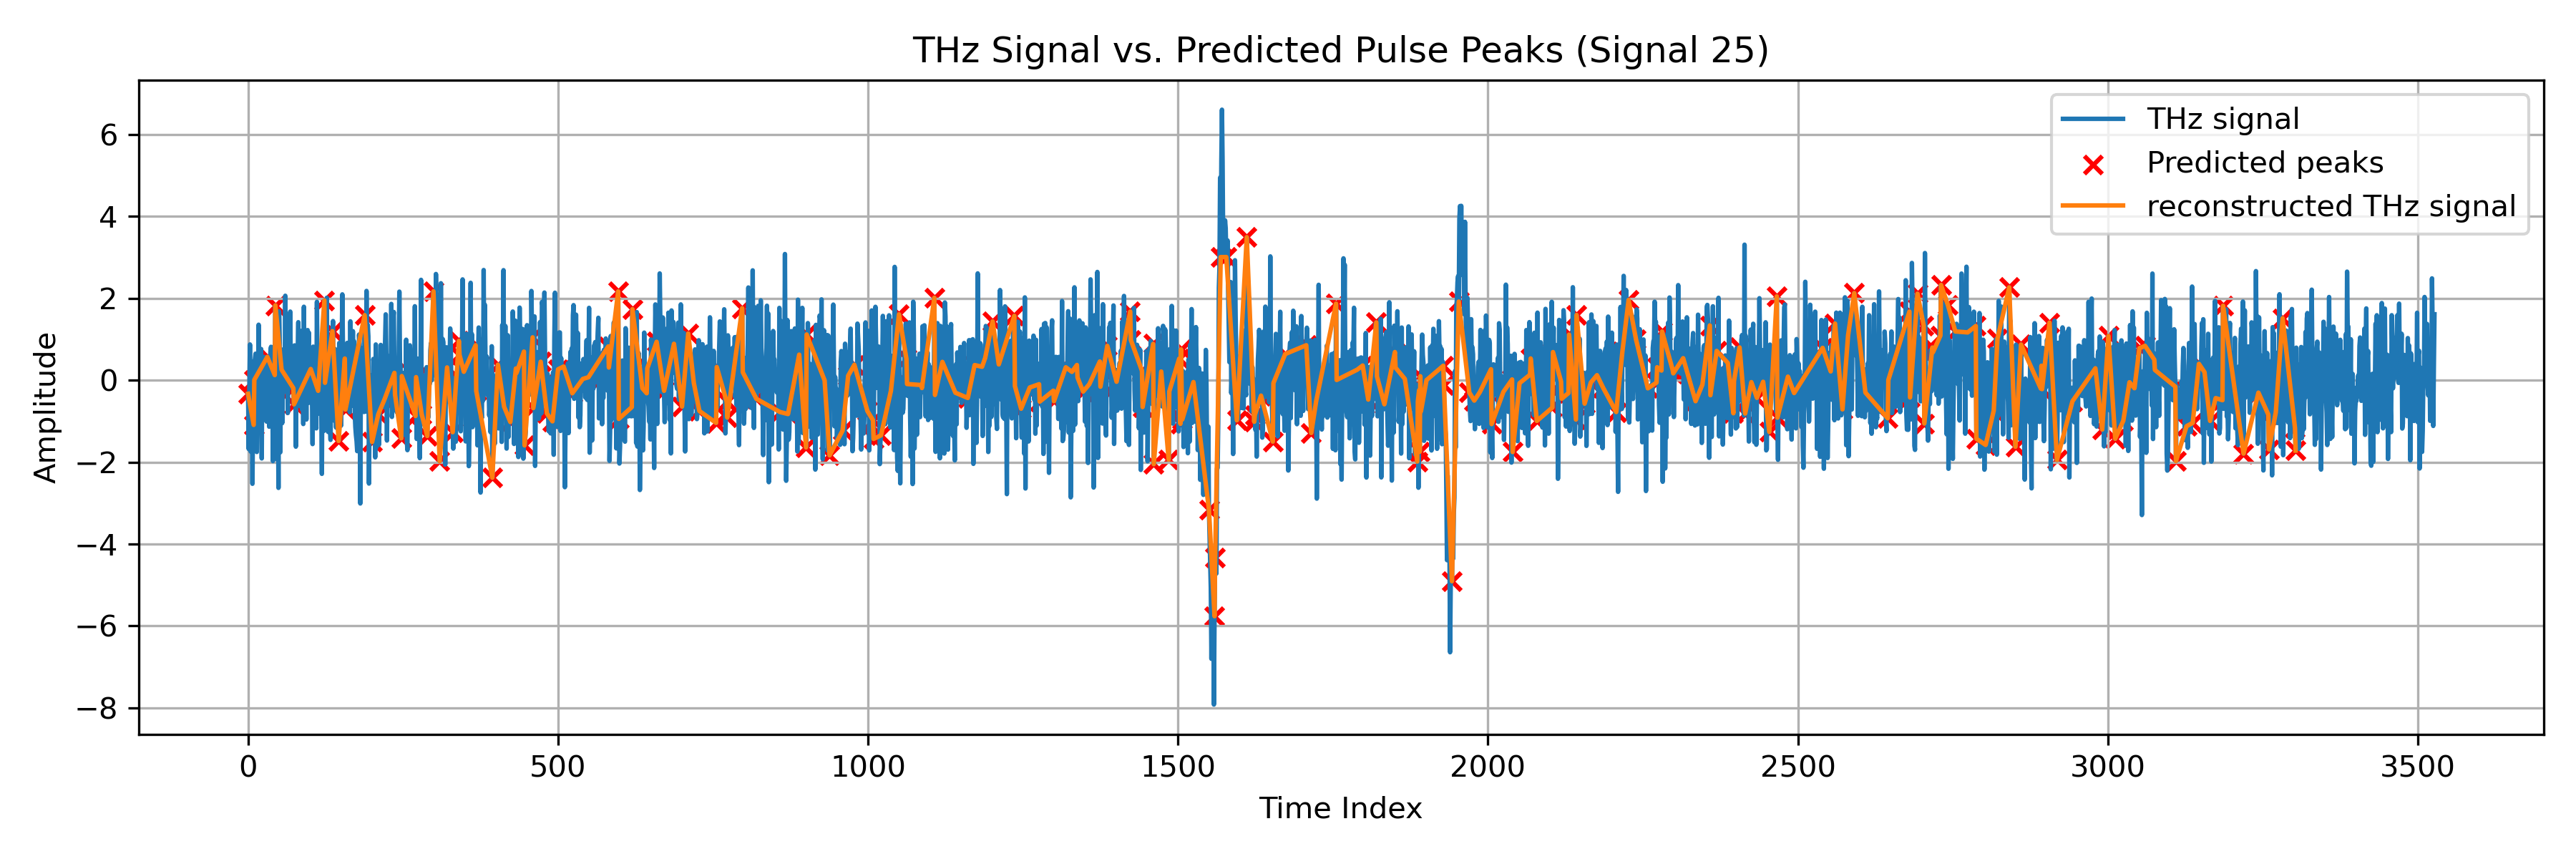 THz Signal vs. Predicted Pulse Peaks (Signal 25)
THz signal
Predicted peaks
reconstructed THz signal
Amplitude
6
4
2
0
−2
−4
−6
−8
0 500 1000 1500 2000 2500 3000 3500
Time Index